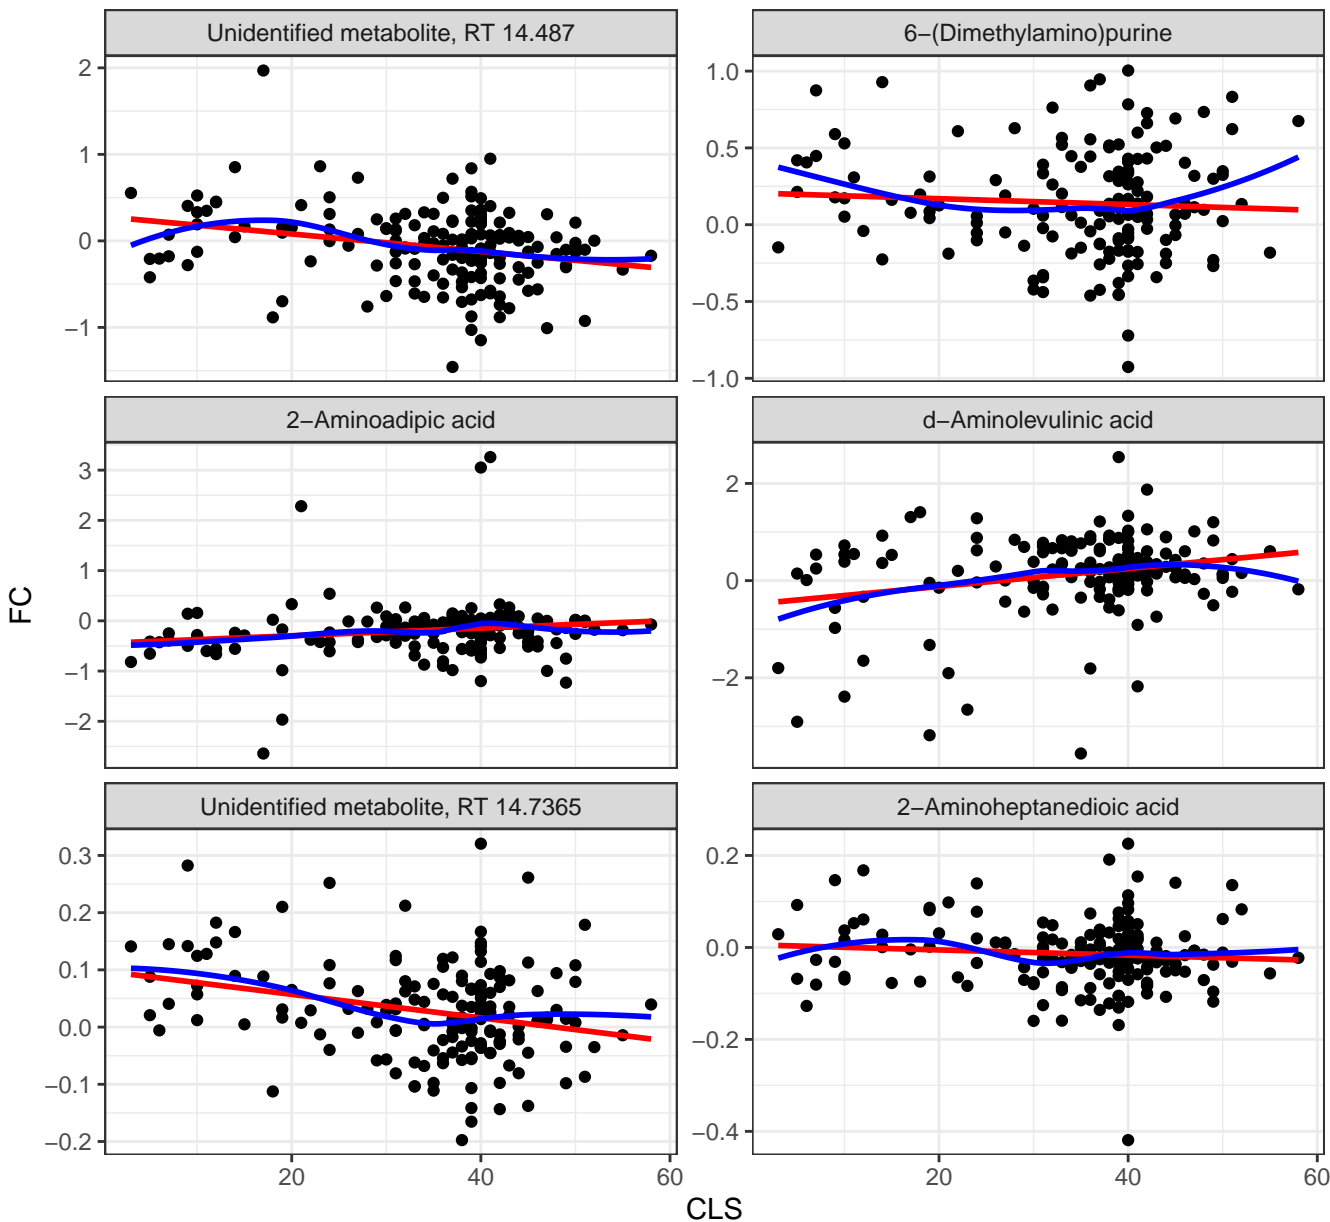 Unidentified metabolite, RT 14.487
6−(Dimethylamino)purine
2
1
0
−1
1.0
0.5
0.0
−0.5
−1.0
2−Aminoadipic acid
d−Aminolevulinic acid
3
2
1
0
−1
−2
2
0
−2
FC
Unidentified metabolite, RT 14.7365
2−Aminoheptanedioic acid
0.3
0.2
0.1
0.0
−0.1
−0.2
0.2
0.0
−0.2
−0.4
20 40 60
20 40 60
CLS